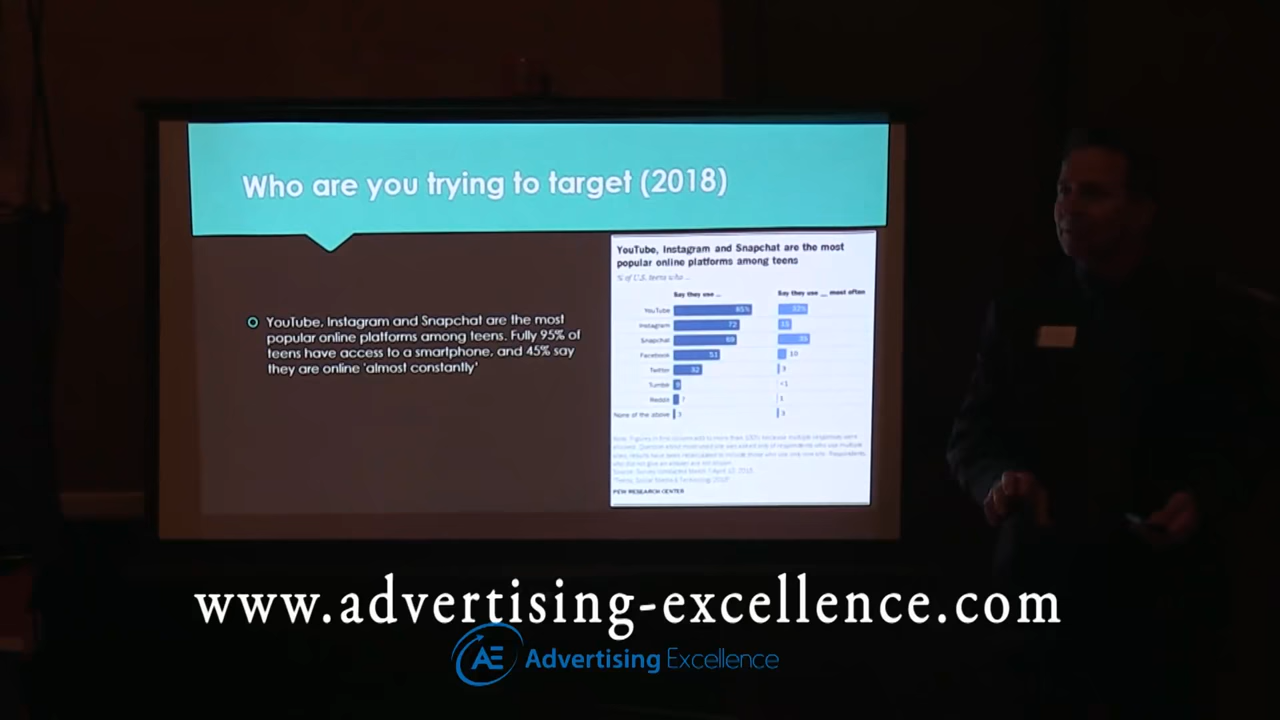 Who are you trying to target (2018)
YouTube, Instagram and Snapchat are the most
popular online platforms among teens. Fully 95% of
teens have access to a smartphone, and 45% say
they are online 'almost constantly'
YouTube, Instagram and Snapchat are the most
popular online platforms among teens
% of U.S. teens who ...
Say they use ... Say they use __ most often
YouTube 85% 32%
Instagram 72 15
Snapchat 69 35
Facebook 51 10
Twitter 32 3
Tumblr 9 <1
Reddit 7 1
None of the above 3 3
PEW RESEARCH CENTER
www.advertising-excellence.com
AE Advertising Excellence